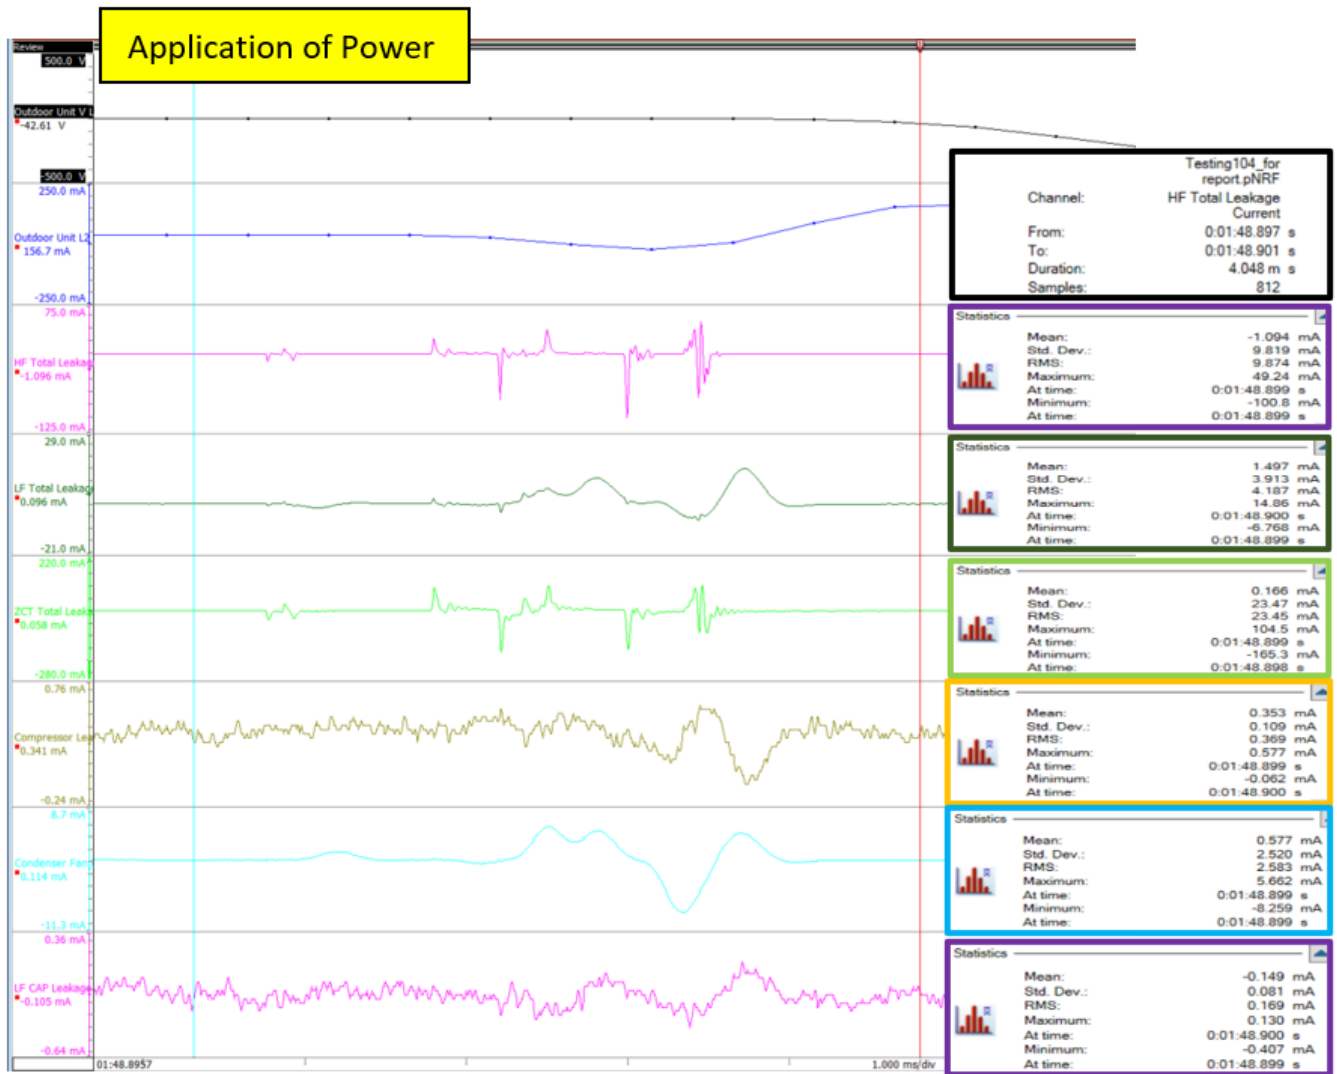 Application of Power
Review
500.0 V
Outdoor Unit V L
-42.61 V
-500.0 V
250.0 mA
Outdoor Unit L2
156.7 mA
-250.0 mA
75.0 mA
HF Total Leakag
-1.096 mA
-125.0 mA
29.0 mA
LF Total Leakag
0.096 mA
-21.0 mA
220.0 mA
ZCT Total Leaka
0.058 mA
-280.0 mA
0.76 mA
Compressor Lea
0.341 mA
-0.24 mA
8.7 mA
Condenser Fan
0.114 mA
-11.3 mA
0.36 mA
LF CAP Leakage
-0.105 mA
-0.64 mA
01:48.8957
1.000 ms/div
Testing104_for
report.pNRF
Channel: HF Total Leakage
Current
From: 0:01:48.897 s
To: 0:01:48.901 s
Duration: 4.048 m s
Samples: 812
Statistics
Mean: -1.094 mA
Std. Dev.: 9.819 mA
RMS: 9.874 mA
Maximum: 49.24 mA
At time: 0:01:48.899 s
Minimum: -100.8 mA
At time: 0:01:48.899 s
Statistics
Mean: 1.497 mA
Std. Dev.: 3.913 mA
RMS: 4.187 mA
Maximum: 14.86 mA
At time: 0:01:48.900 s
Minimum: -6.768 mA
At time: 0:01:48.899 s
Statistics
Mean: 0.166 mA
Std. Dev.: 23.47 mA
RMS: 23.45 mA
Maximum: 104.5 mA
At time: 0:01:48.899 s
Minimum: -165.3 mA
At time: 0:01:48.898 s
Statistics
Mean: 0.353 mA
Std. Dev.: 0.109 mA
RMS: 0.369 mA
Maximum: 0.577 mA
At time: 0:01:48.899 s
Minimum: -0.062 mA
At time: 0:01:48.900 s
Statistics
Mean: 0.577 mA
Std. Dev.: 2.520 mA
RMS: 2.583 mA
Maximum: 5.662 mA
At time: 0:01:48.899 s
Minimum: -8.259 mA
At time: 0:01:48.899 s
Statistics
Mean: -0.149 mA
Std. Dev.: 0.081 mA
RMS: 0.169 mA
Maximum: 0.130 mA
At time: 0:01:48.900 s
Minimum: -0.407 mA
At time: 0:01:48.899 s